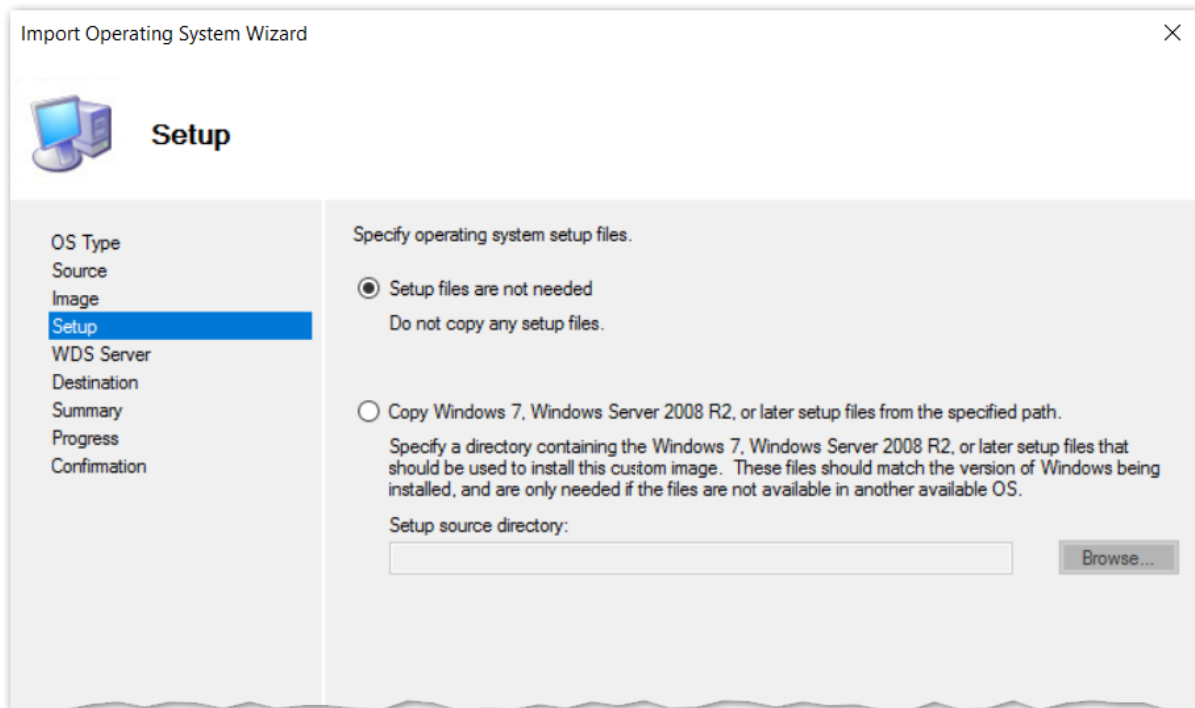 Import Operating System Wizard
Setup
OS Type
Source
Image
Setup
WDS Server
Destination
Summary
Progress
Confirmation
Specify operating system setup files.
Setup files are not needed
Do not copy any setup files.
Copy Windows 7, Windows Server 2008 R2, or later setup files from the specified path.
Specify a directory containing the Windows 7, Windows Server 2008 R2, or later setup files that
should be used to install this custom image.  These files should match the version of Windows being
installed, and are only needed if the files are not available in another available OS.
Setup source directory:
Browse...